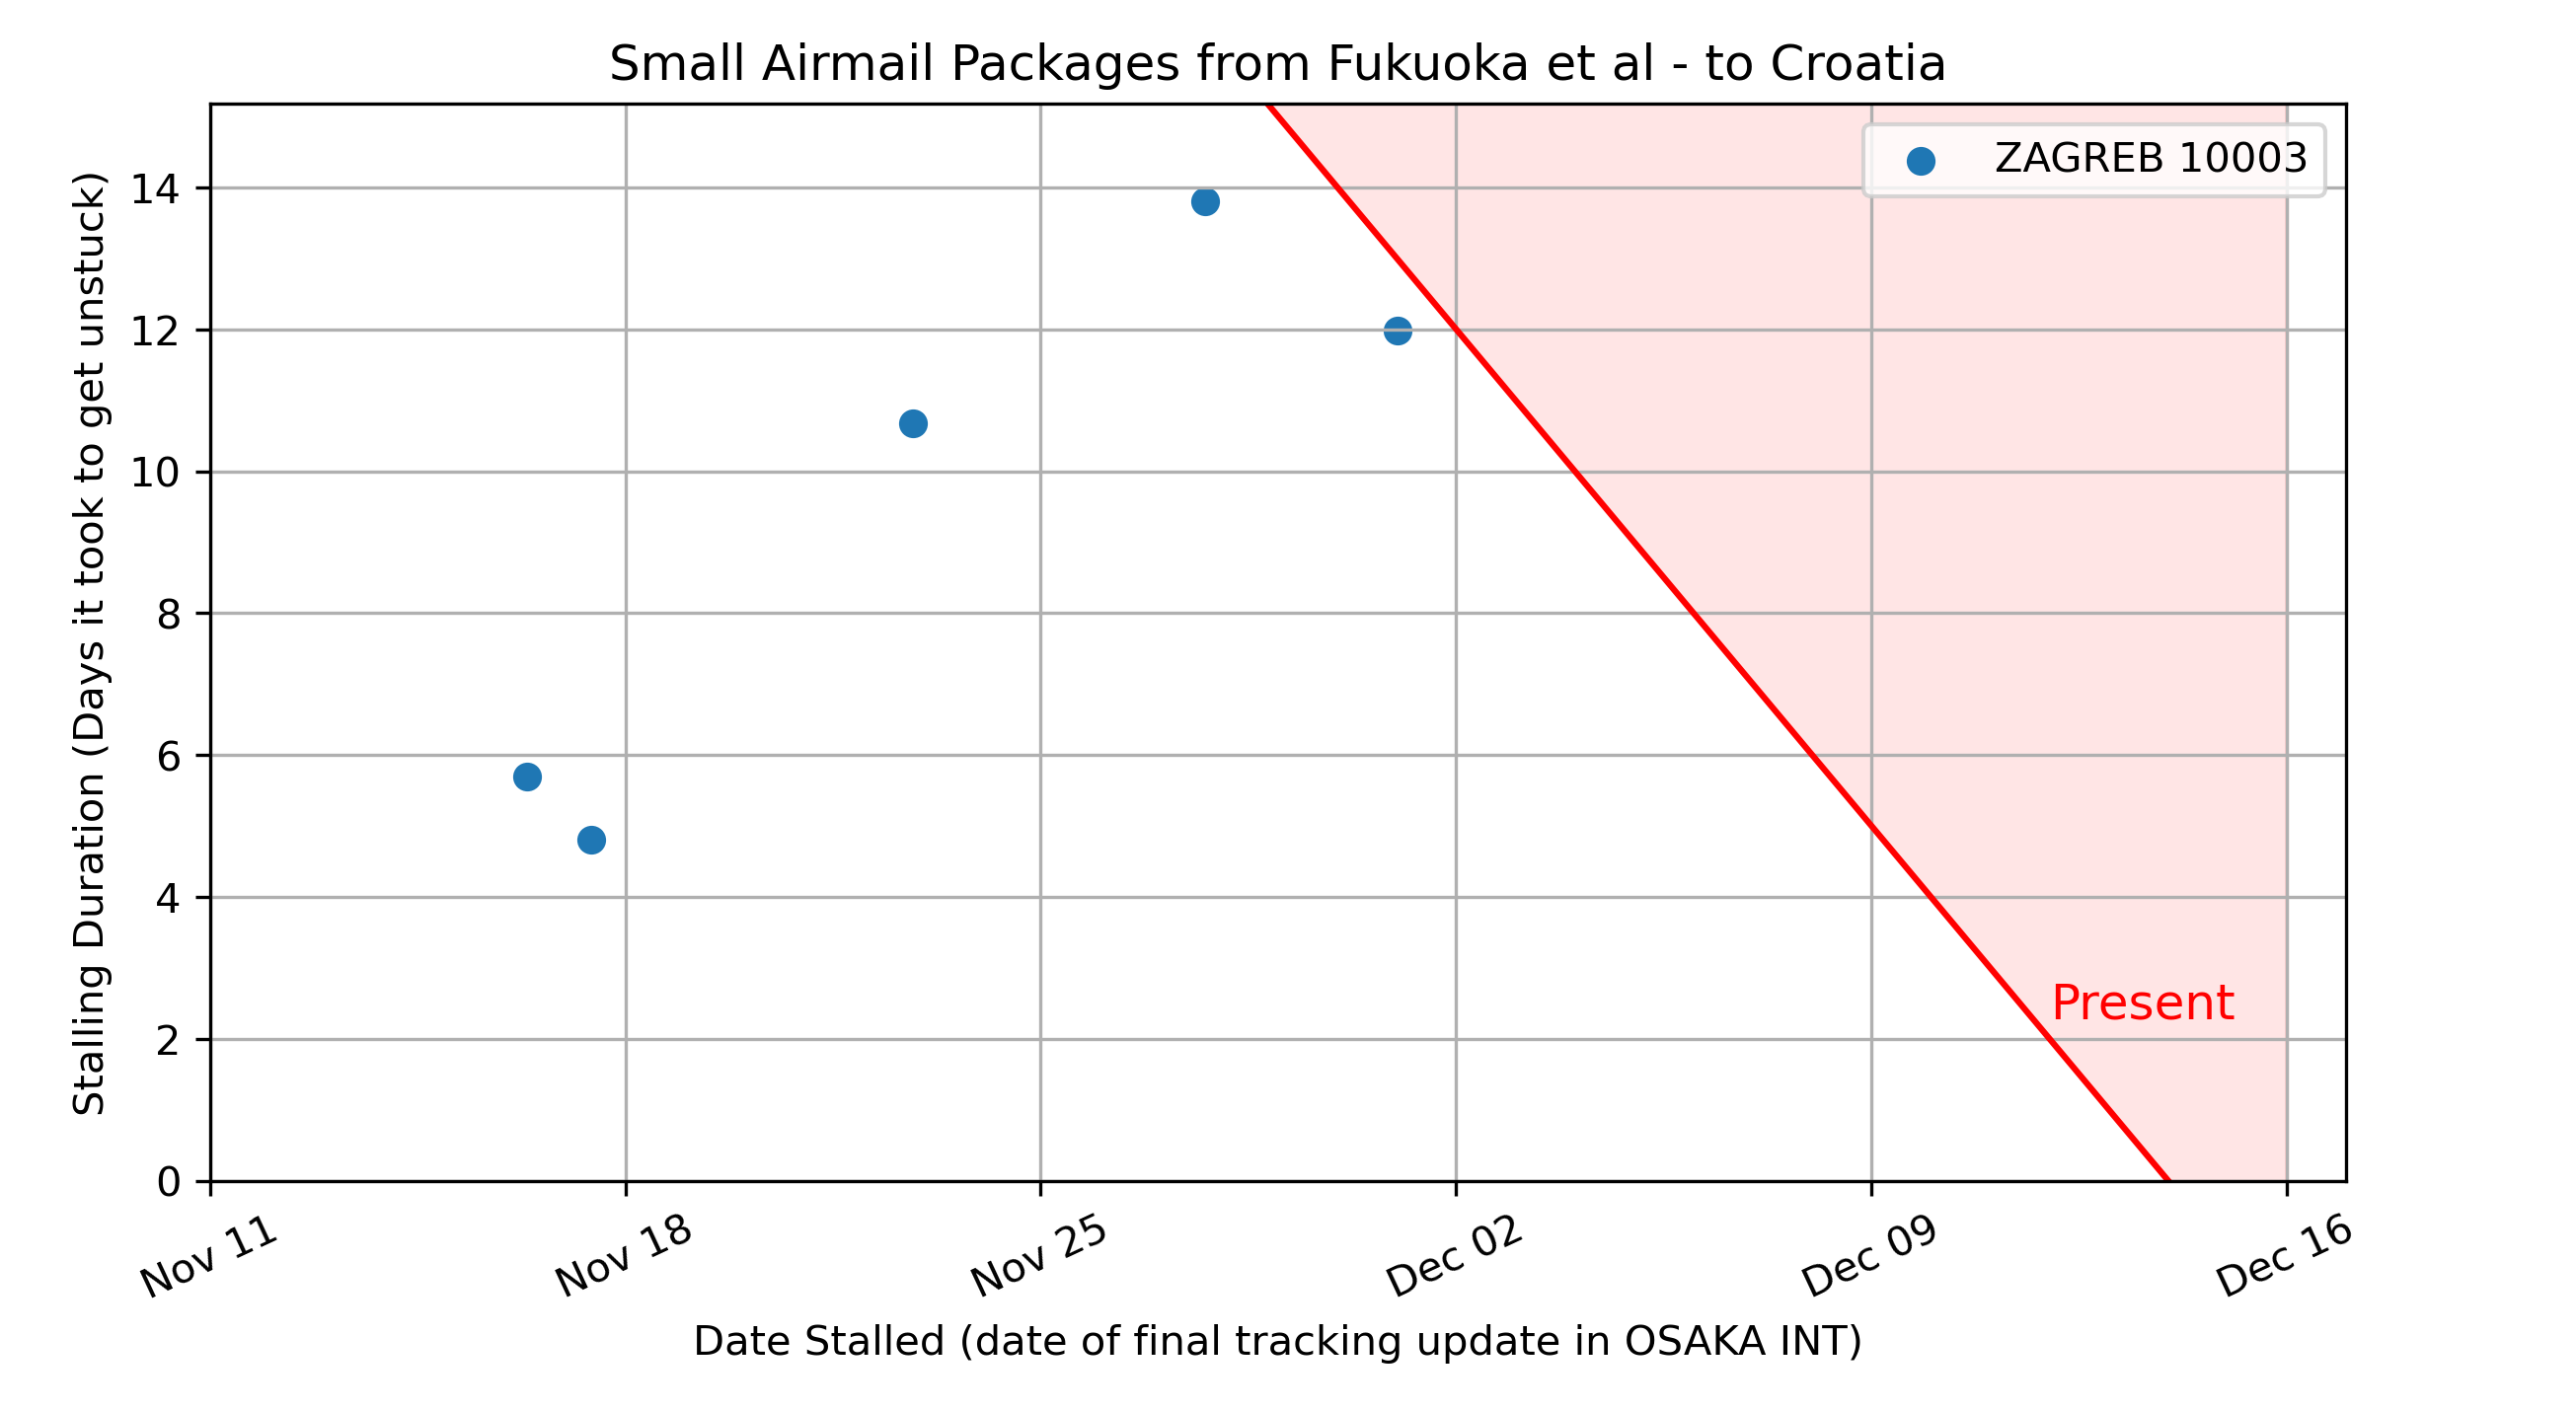 Small Airmail Packages from Fukuoka et al - to Croatia
ZAGREB 10003
Stalling Duration (Days it took to get unstuck)
14
12
10
8
6
4
2
0
Present
Nov 11
Nov 18
Nov 25
Dec 02
Dec 09
Dec 16
Date Stalled (date of final tracking update in OSAKA INT)